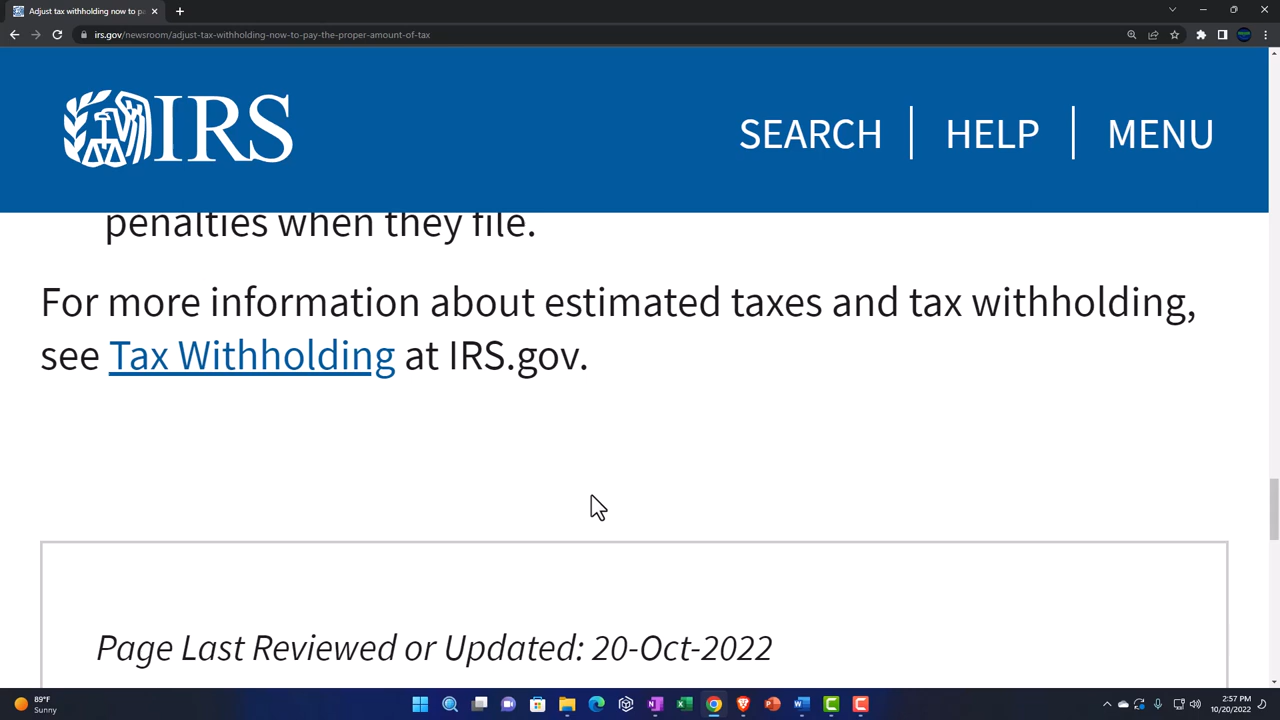 Adjust tax withholding now to pa
irs.gov/newsroom/adjust-tax-withholding-now-to-pay-the-proper-amount-of-tax
IRS
SEARCH
HELP
MENU
penalties when they file.
For more information about estimated taxes and tax withholding,
see Tax Withholding at IRS.gov.
Page Last Reviewed or Updated: 20-Oct-2022
89°F
Sunny
2:57 PM
10/20/2022